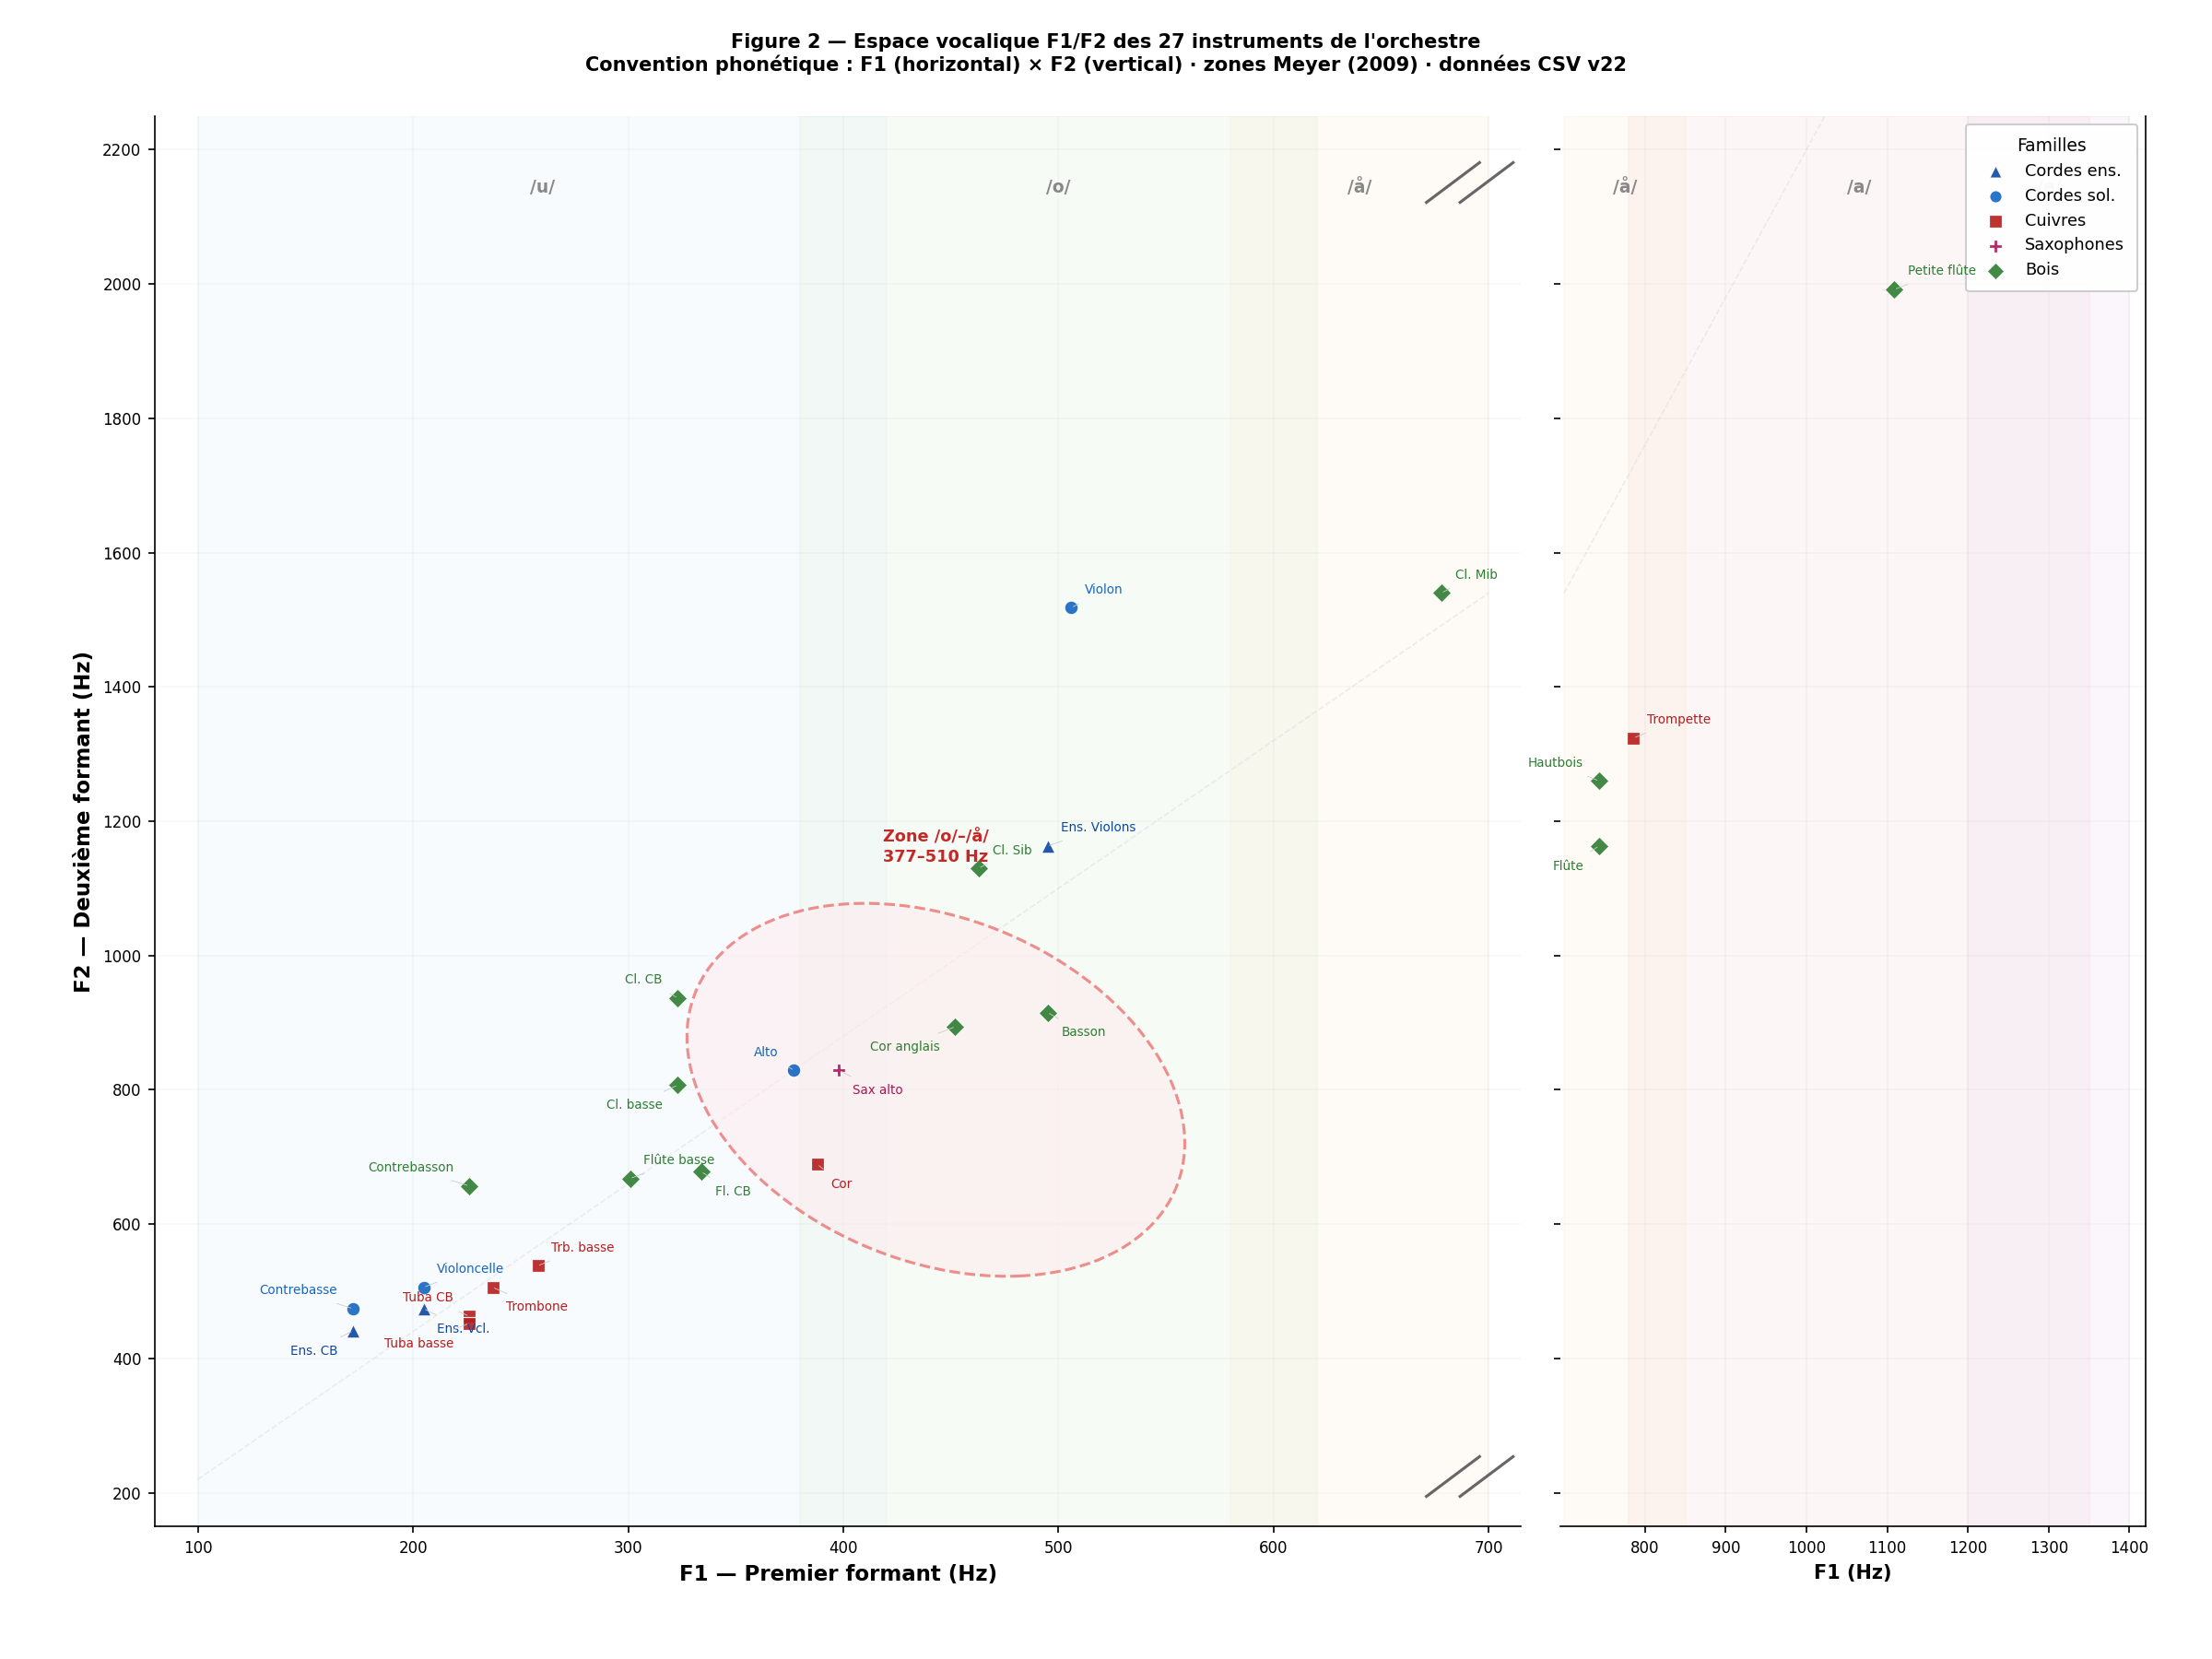 Figure 2 — Espace vocalique F1/F2 des 27 instruments de l'orchestre
Convention phonétique : F1 (horizontal) × F2 (vertical) · zones Meyer (2009) · données CSV v22
F2 — Deuxième formant (Hz)
2200
2000
1800
1600
1400
1200
1000
800
600
400
200
/u/
/o/
/å/
/å/
/a/
Familles
Cordes ens.
Cordes sol.
Cuivres
Saxophones
Bois
Petite flûte
Violon
Cl. Mib
Trompette
Hautbois
Flûte
Ens. Violons
Zone /o/–/å/
377–510 Hz
Cl. Sib
Cl. CB
Alto
Cor anglais
Basson
Sax alto
Cl. basse
Contrebasson
Flûte basse
Fl. CB
Cor
Trb. basse
Violoncelle
Contrebasse
Tuba CB
Trombone
Ens. Vcl.
Tuba basse
Ens. CB
100
200
300
400
500
600
700
800
900
1000
1100
1200
1300
1400
F1 — Premier formant (Hz)
F1 (Hz)